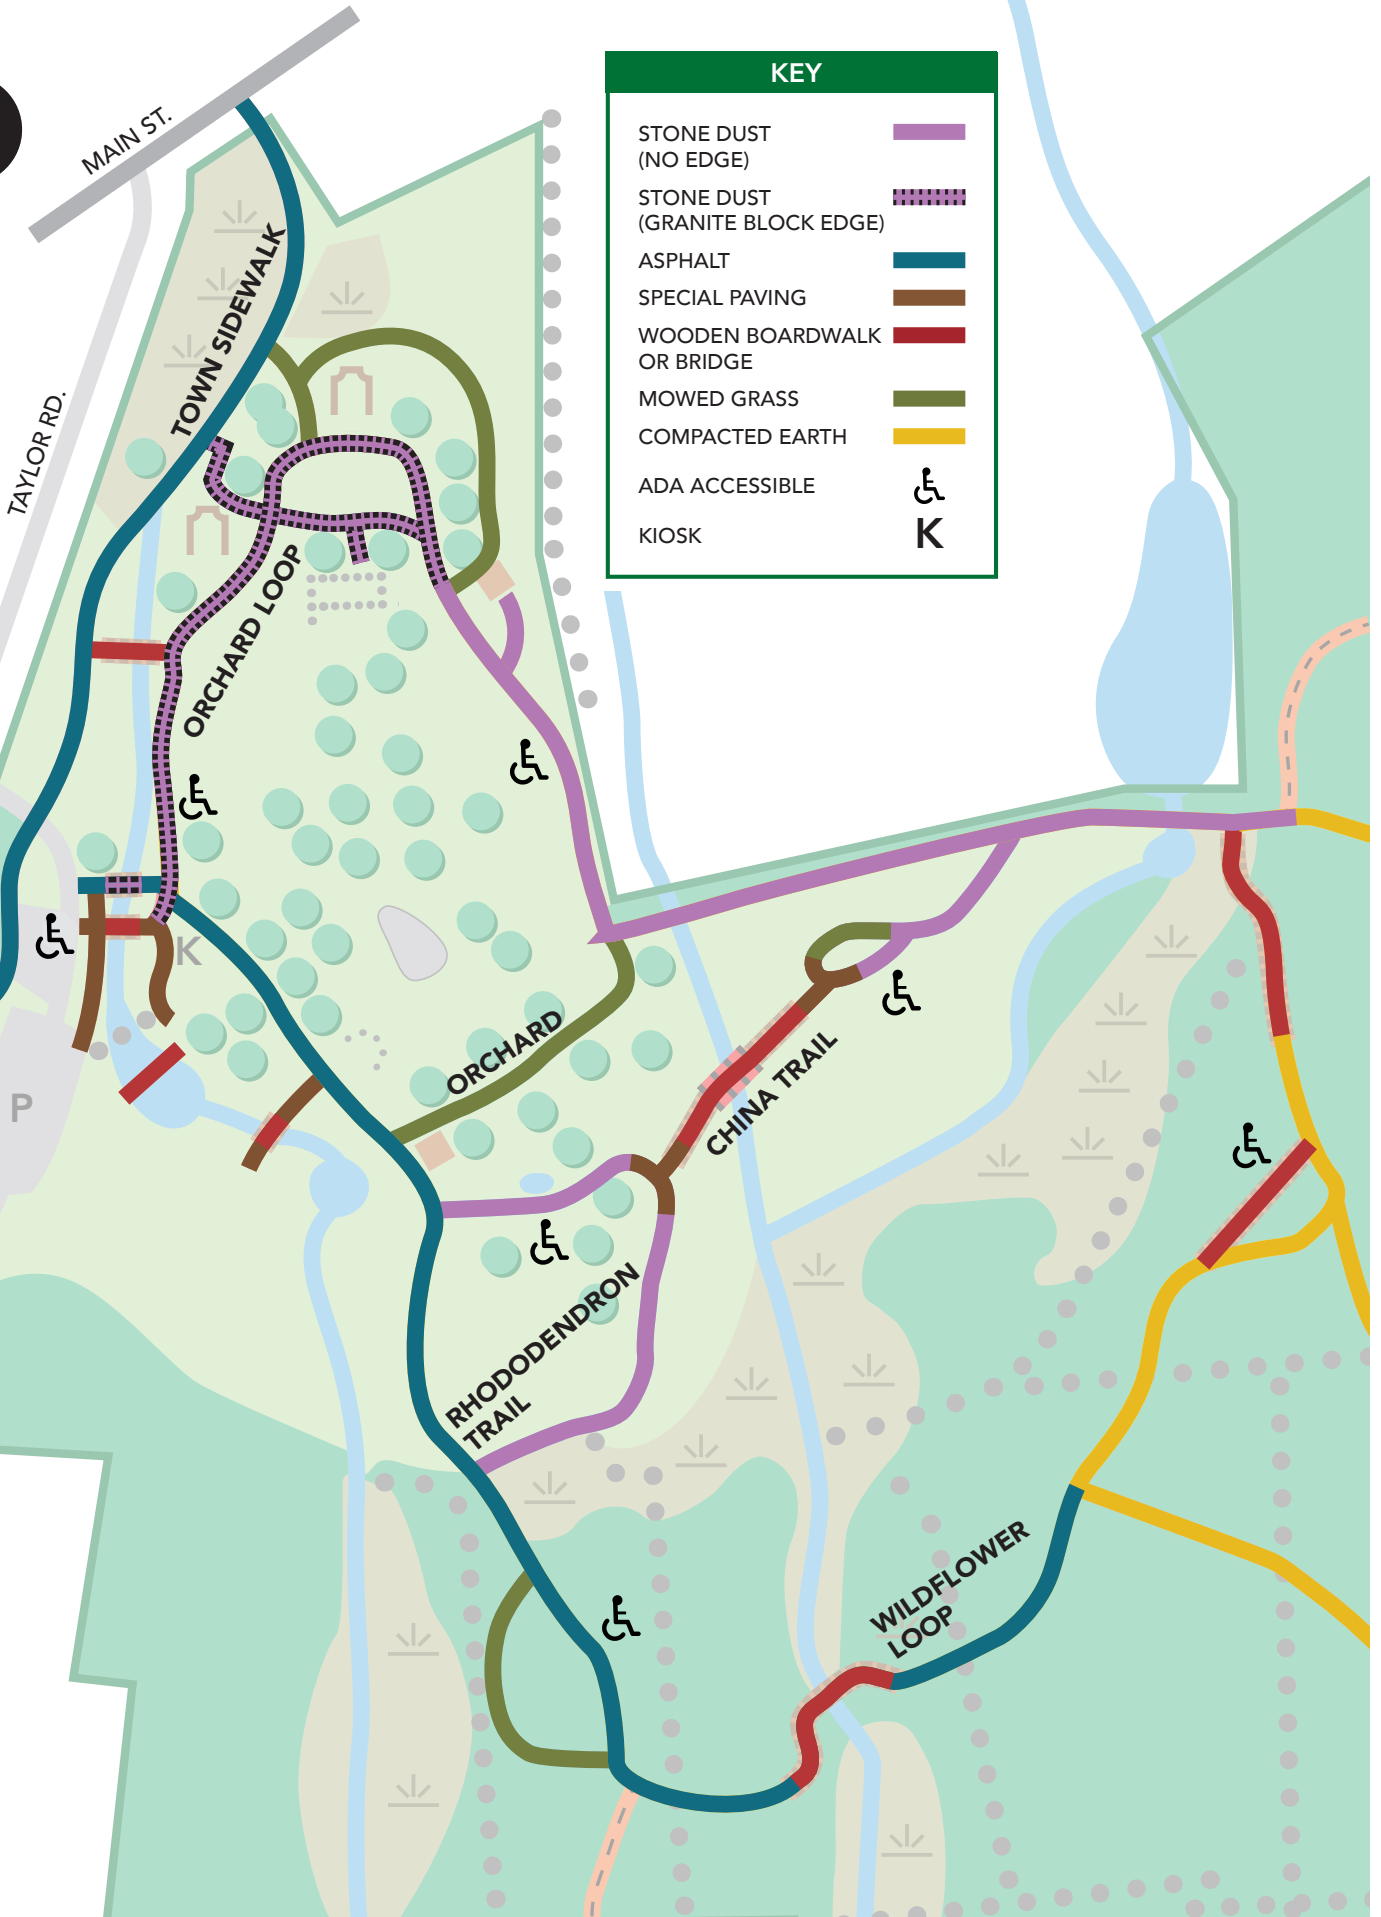 MAIN ST.
TOWN SIDEWALK
TAYLOR RD.
KEY
STONE DUST
(NO EDGE)
STONE DUST
(GRANITE BLOCK EDGE)
ASPHALT
SPECIAL PAVING
WOODEN BOARDWALK
OR BRIDGE
MOWED GRASS
COMPACTED EARTH
ADA ACCESSIBLE
KIOSK
K
ORCHARD LOOP
K
P
ORCHARD
CHINA TRAIL
RHODODENDRON
TRAIL
WILDFLOWER
LOOP